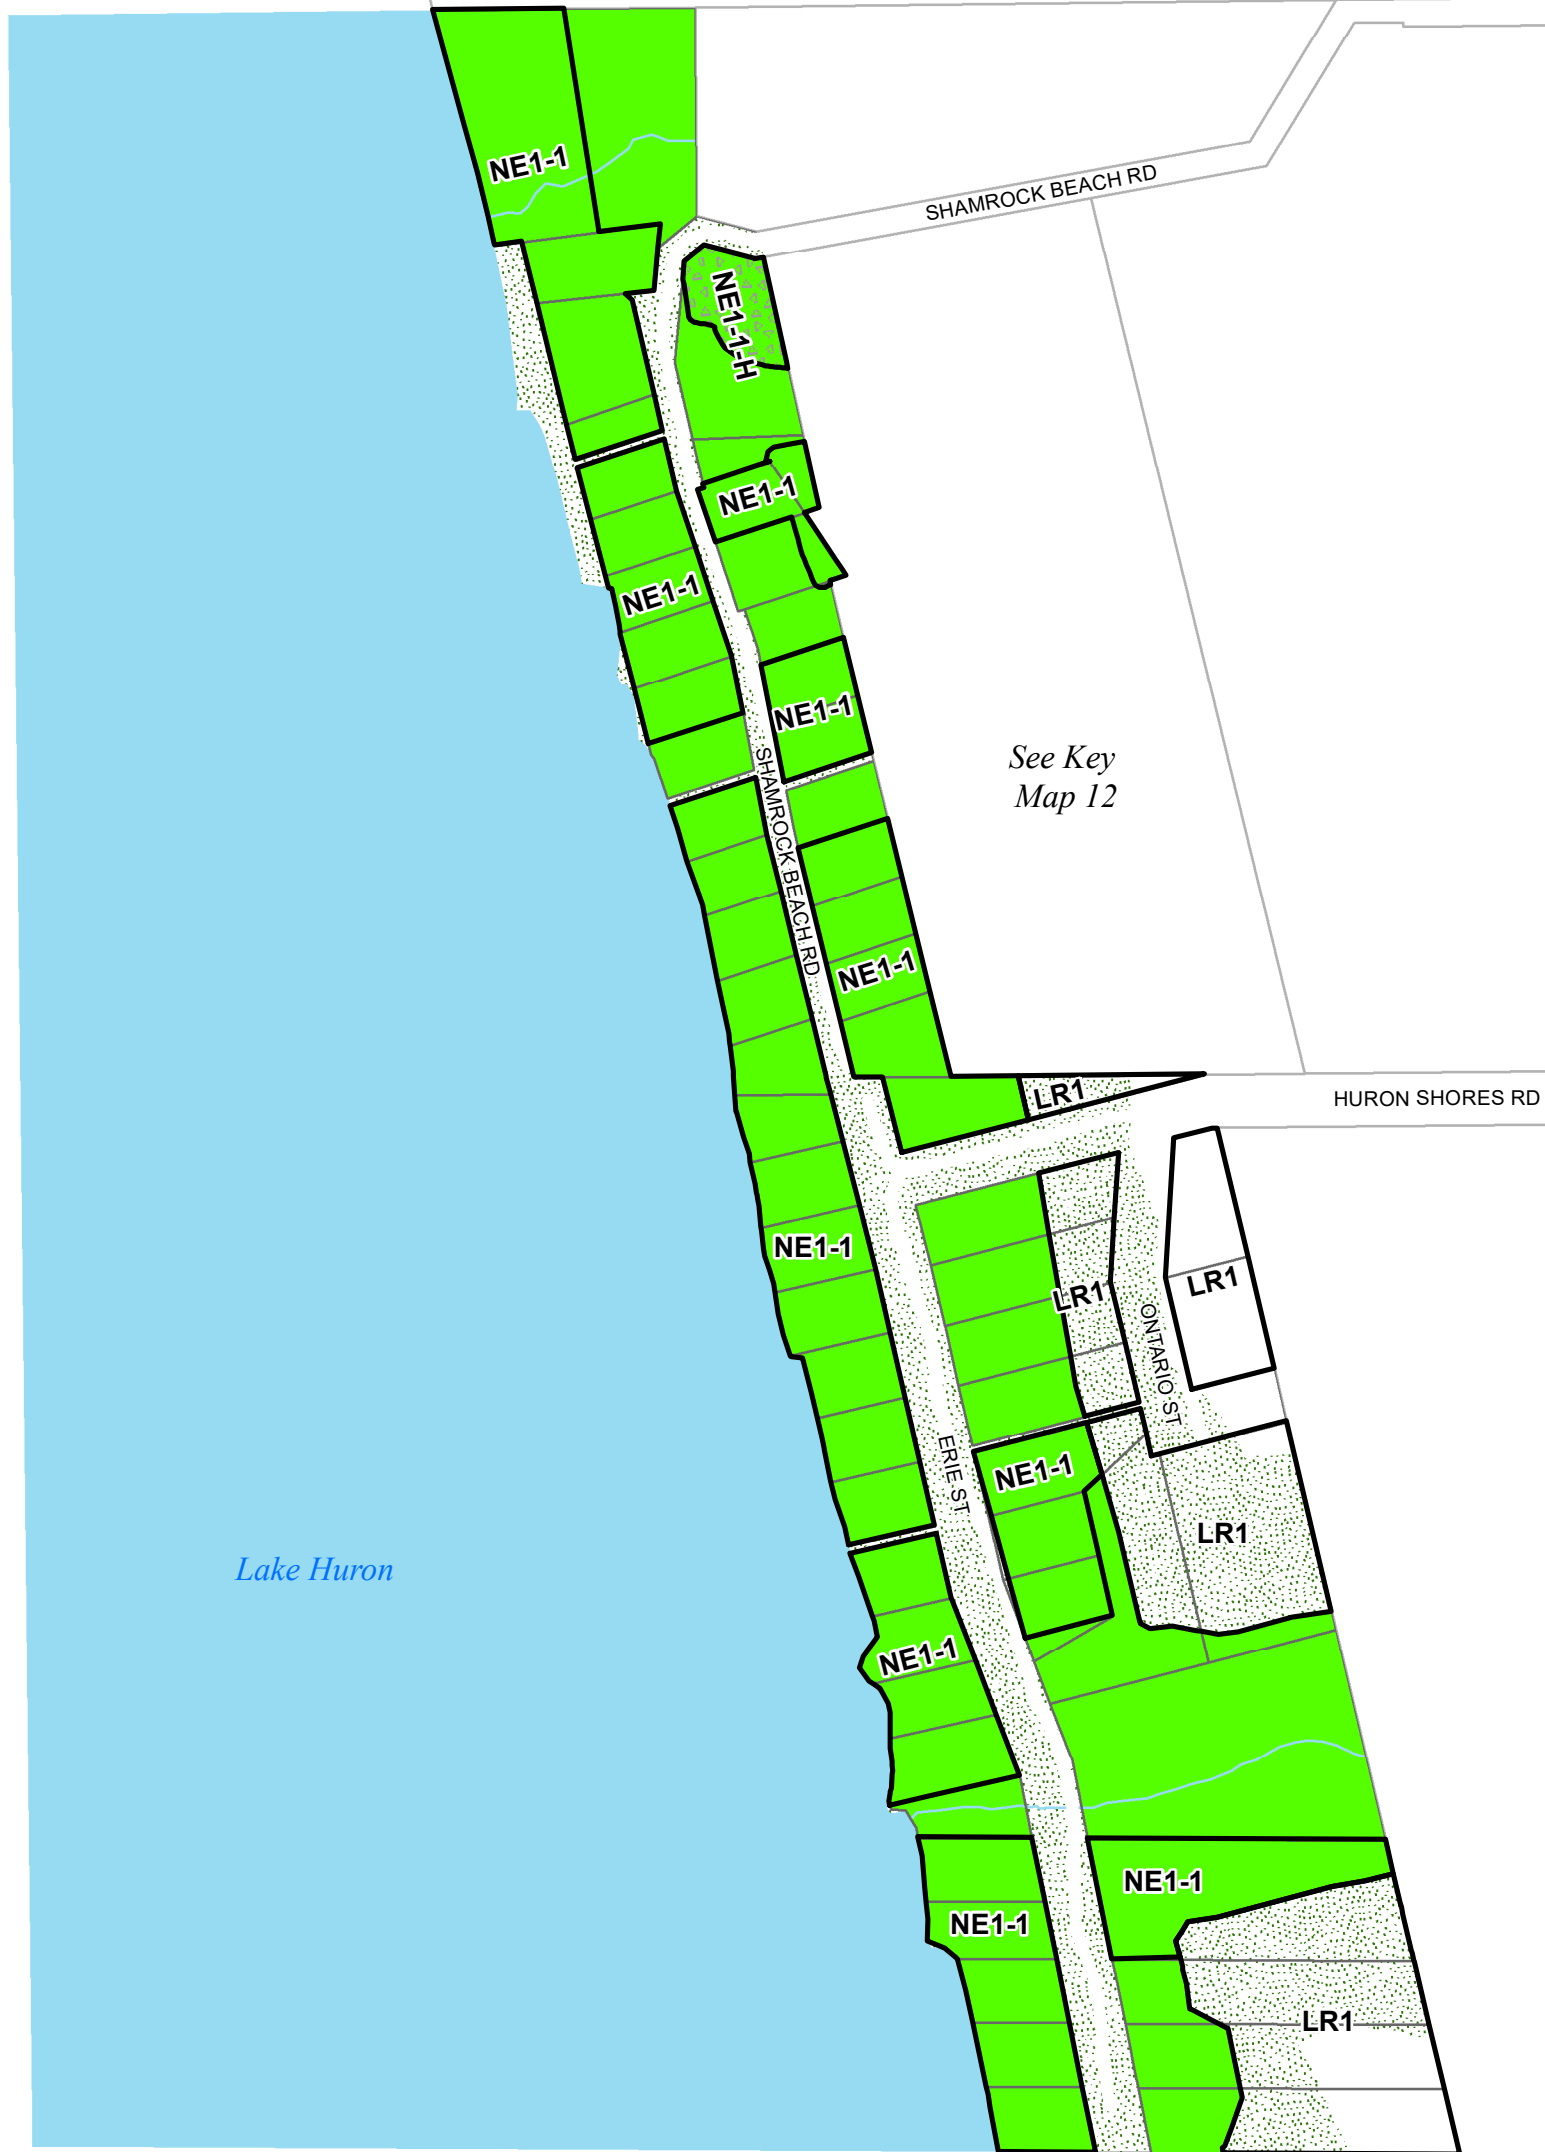 NE1-1
SHAMROCK BEACH RD
NE1-1-H
NE1-1
NE1-1
NE1-1
See Key
Map 12
SHAMROCK BEACH RD
NE1-1
LR1
HURON SHORES RD
NE1-1
LR1
LR1
ONTARIO ST
ERIE ST
NE1-1
LR1
Lake Huron
NE1-1
NE1-1
NE1-1
LR1